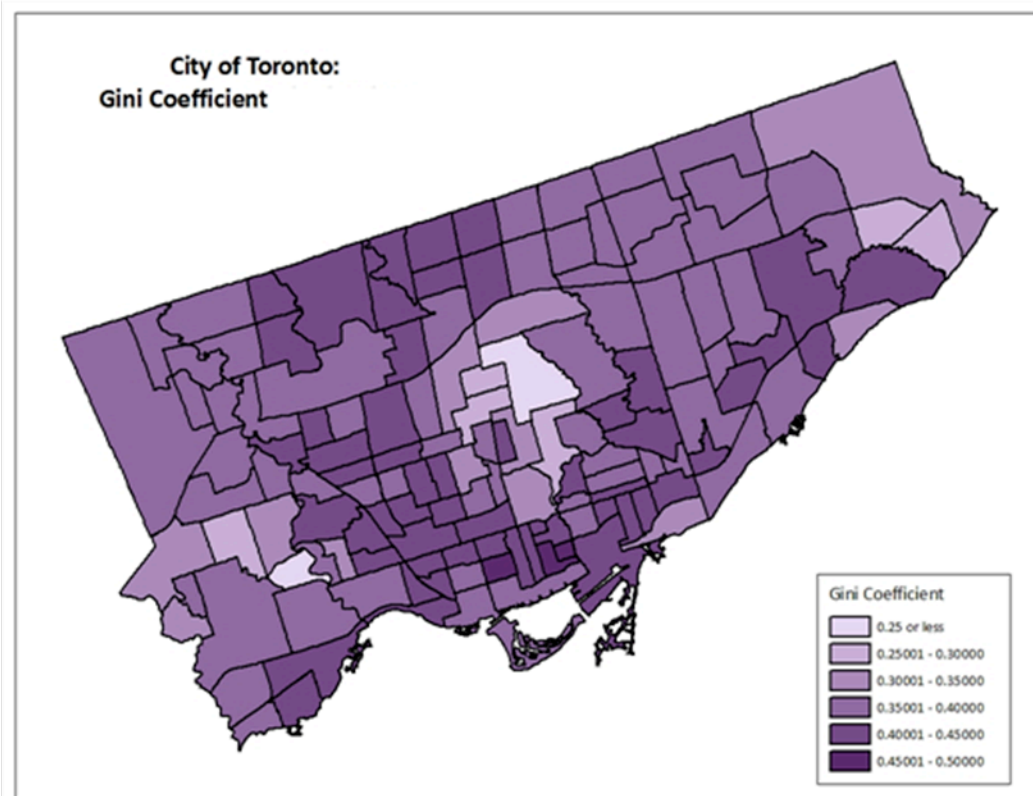 City of Toronto:
Gini Coefficient
Gini Coefficient
0.25 or less
0.25001 - 0.30000
0.30001 - 0.35000
0.35001 - 0.40000
0.40001 - 0.45000
0.45001 - 0.50000